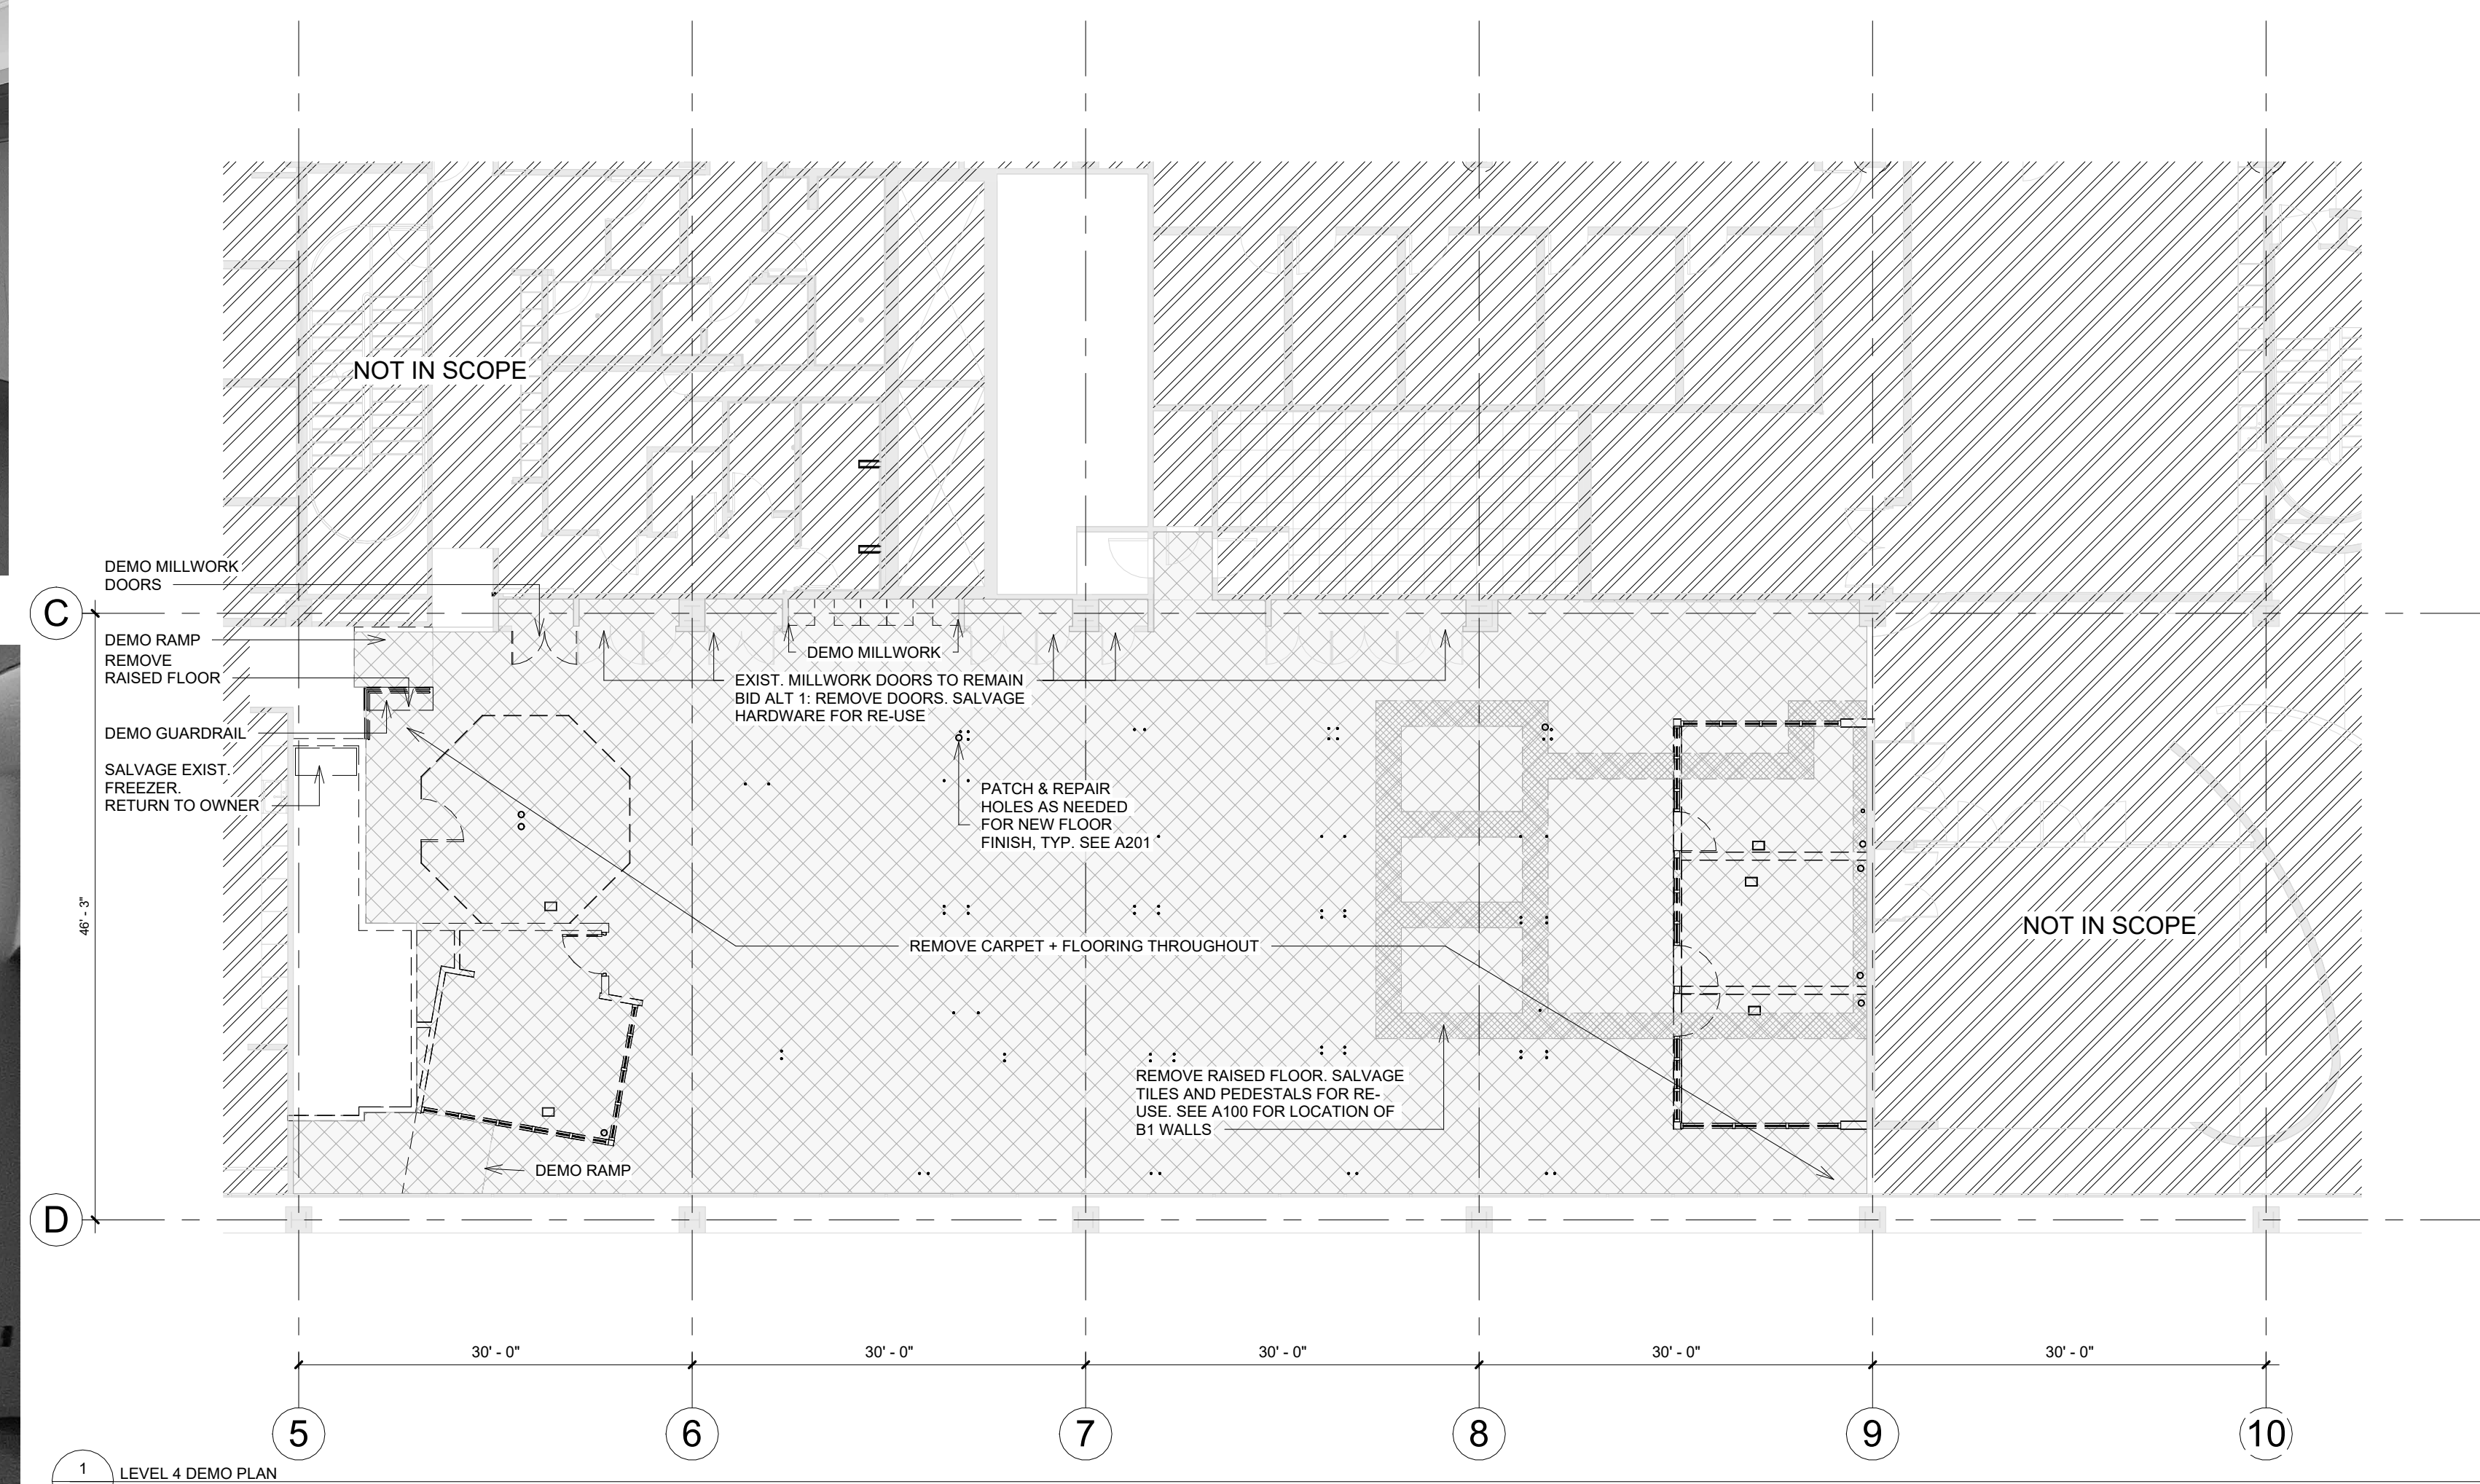 NOT IN SCOPE
DEMO MILLWORK
DOORS
C
DEMO RAMP
REMOVE
RAISED FLOOR
DEMO MILLWORK
EXIST. MILLWORK DOORS TO REMAIN
BID ALT 1: REMOVE DOORS. SALVAGE
HARDWARE FOR RE-USE
DEMO GUARDRAIL
SALVAGE EXIST.
FREEZER.
RETURN TO OWNER
PATCH & REPAIR
HOLES AS NEEDED
FOR NEW FLOOR
FINISH, TYP. SEE A201
46' - 3"
REMOVE CARPET + FLOORING THROUGHOUT
NOT IN SCOPE
REMOVE RAISED FLOOR. SALVAGE
TILES AND PEDESTALS FOR RE-
USE. SEE A100 FOR LOCATION OF
B1 WALLS
DEMO RAMP
D
30' - 0"
30' - 0"
30' - 0"
30' - 0"
30' - 0"
5
6
7
8
9
10
1
LEVEL 4 DEMO PLAN